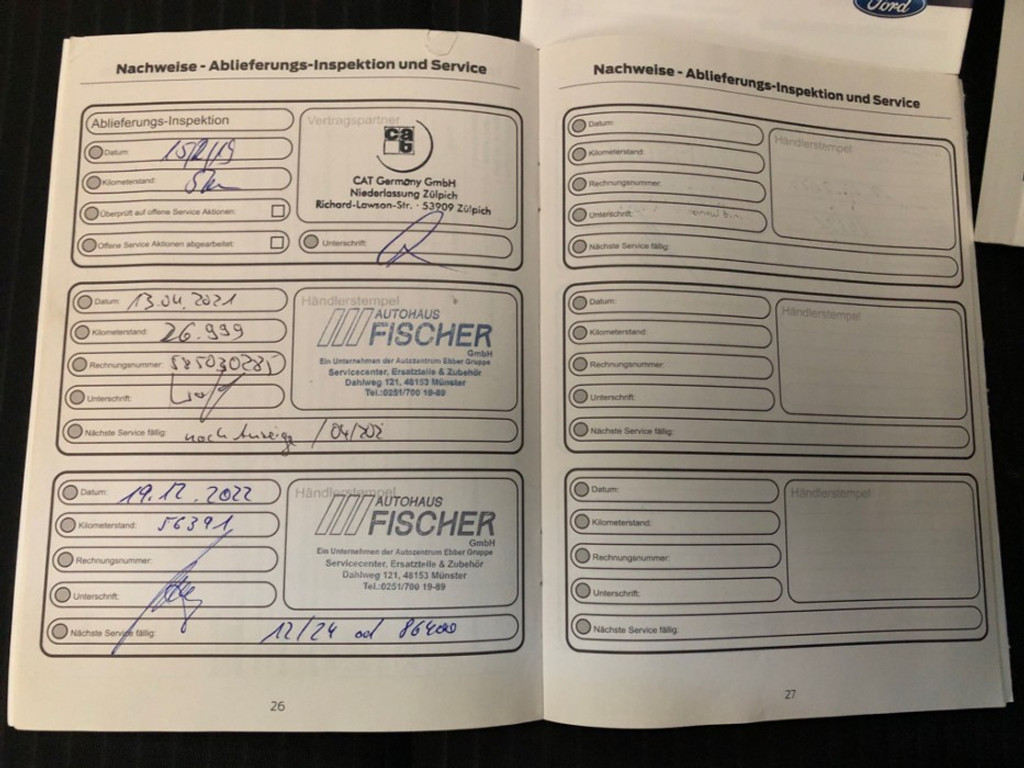 Ford
Nachweise - Ablieferungs-Inspektion und Service
Ablieferungs-Inspektion
Datum:
Kilometerstand: 5km
Überprüft auf offene Service Aktionen:
Offene Service Aktionen abgearbeitet:
Vertragspartner
cab
CAT Germany GmbH
Niederlassung Zülpich
Richard-Lawson-Str. · 53909 Zülpich
Unterschrift:
Datum: 13.04.2021
Kilometerstand: 26.999
Rechnungsnummer:
Unterschrift:
Händlerstempel
AUTOHAUS
FISCHER
GmbH
Ein Unternehmen der Autozentrum Ebber Gruppe
Servicecenter, Ersatzteile & Zubehör
Dahlweg 121, 48153 Münster
Tel.:0251/700 19-89
Nächste Service fällig: nach Anzeige / 04/202
Datum: 19.12.2022
Kilometerstand: 56391
Rechnungsnummer:
Unterschrift:
Händlerstempel
AUTOHAUS
FISCHER
GmbH
Ein Unternehmen der Autozentrum Ebber Gruppe
Servicecenter, Ersatzteile & Zubehör
Dahlweg 121, 48153 Münster
Tel.:0251/700 19-89
Nächste Service fällig: 12/24 od 86400
26
Nachweise - Ablieferungs-Inspektion und Service
Datum:
Kilometerstand:
Rechnungsnummer:
Unterschrift:
Händlerstempel
Nächste Service fällig:
Datum:
Kilometerstand:
Rechnungsnummer:
Unterschrift:
Händlerstempel
Nächste Service fällig:
Datum:
Kilometerstand:
Rechnungsnummer:
Unterschrift:
Händlerstempel
Nächste Service fällig:
27